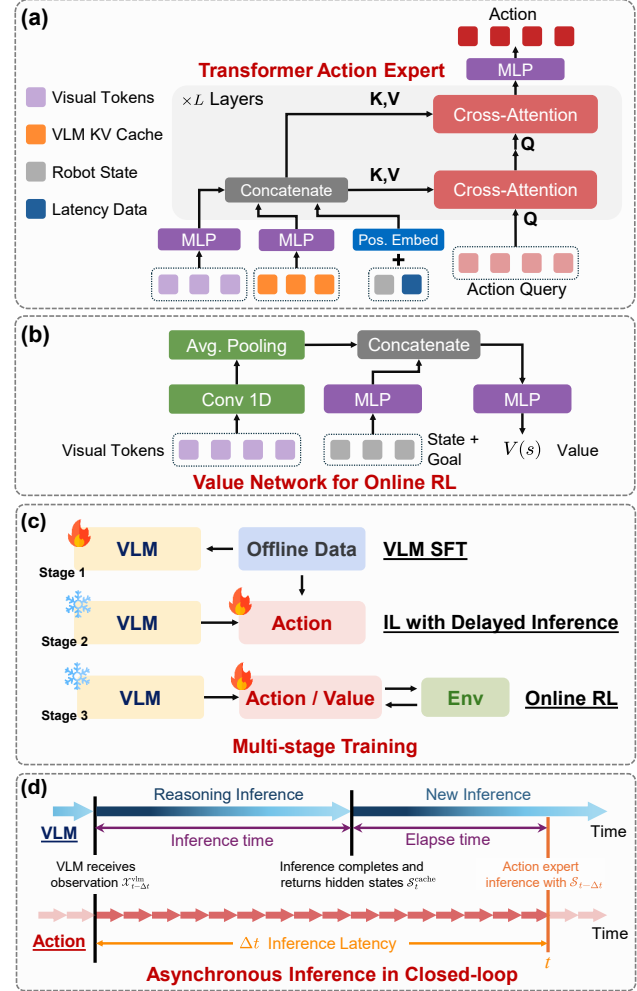 (a)
Action
MLP
Transformer Action Expert
×L Layers
K,V
Cross-Attention
Visual Tokens
VLM KV Cache
Robot State
Latency Data
Q
Concatenate
K,V
Cross-Attention
Q
MLP
MLP
Pos. Embed
+
Action Query
(b)
Avg. Pooling
Concatenate
Conv 1D
MLP
MLP
Visual Tokens
State +
Goal
V(s)
Value
Value Network for Online RL
(c)
VLM
Offline Data
VLM SFT
Stage 1
VLM
Action
IL with Delayed Inference
Stage 2
VLM
Action / Value
Env
Online RL
Stage 3
Multi-stage Training
(d)
Reasoning Inference
New Inference
VLM
Inference time
Elapse time
Time
VLM receives
observation 𝒳^{vlm}_{t−Δt}
Inference completes and
returns hidden states 𝒮^{cache}_t
Action expert
inference with 𝒮_{t−Δt}
Time
Action
Δt Inference Latency
t
Asynchronous Inference in Closed-loop